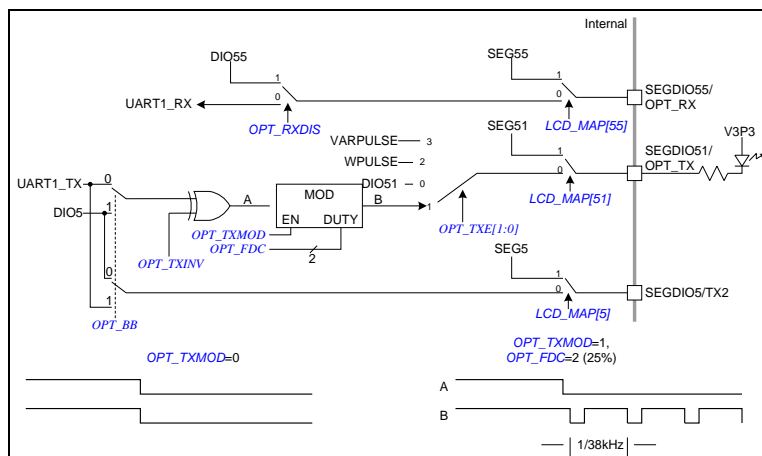 Internal
DIO55
SEG55
1
0
1
0
UART1_RX
SEGDIO55/
OPT_RX
OPT_RXDIS
LCD_MAP[55]
VARPULSE
3
SEG51
V3P3
WPULSE
2
SEGDIO51/
OPT_TX
UART1_TX
0
DIO51
0
1
0
DIO5
1
A
MOD
B
1
LCD_MAP[51]
EN
DUTY
OPT_TXMOD
OPT_TXE[1:0]
OPT_FDC
2
OPT_TXINV
SEG5
0
1
0
1
SEGDIO5/TX2
OPT_BB
LCD_MAP[5]
OPT_TXMOD=0
OPT_TXMOD=1,
OPT_FDC=2 (25%)
A
B
1/38kHz